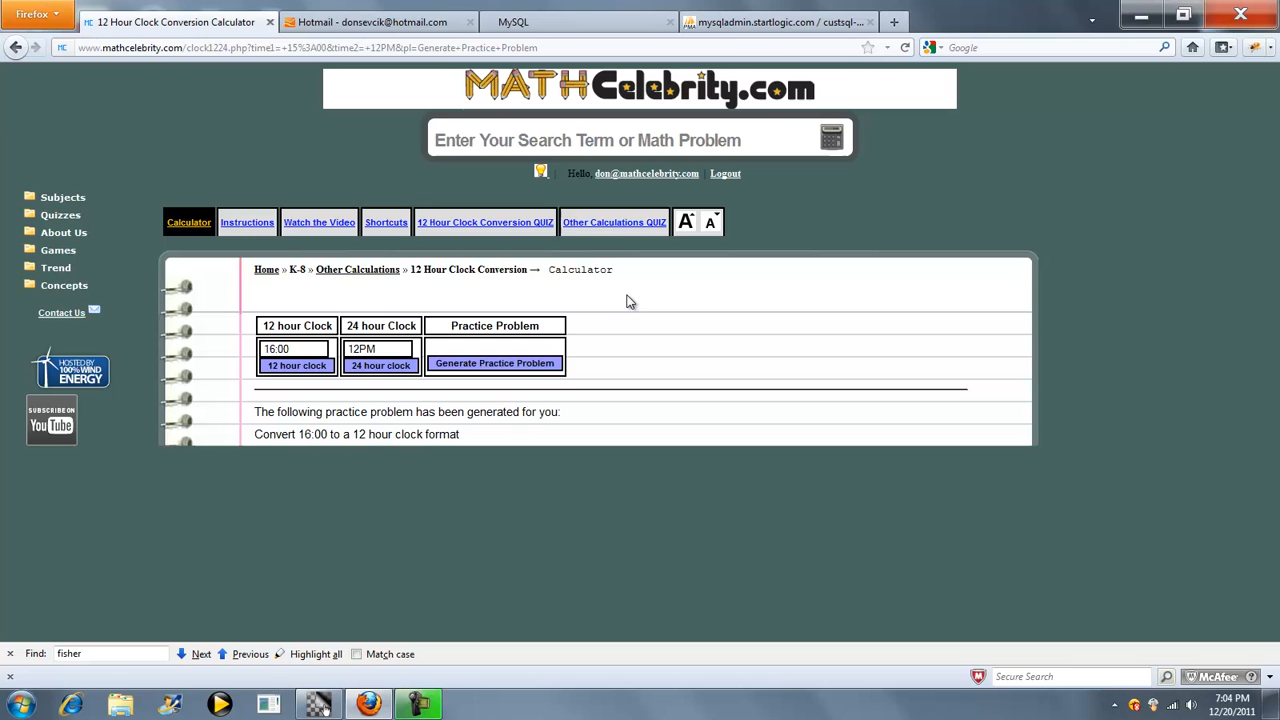 Firefox
12 Hour Clock Conversion Calculator
Hotmail - donsevcik@hotmail.com
MySQL
mysqladmin.startlogic.com / custsql-...
www.mathcelebrity.com/clock1224.php?time1=+15%3A00&time2=+12PM&pl=Generate+Practice+Problem
Google
MATHCelebrity.com
Enter Your Search Term or Math Problem
Hello, don@mathcelebrity.com | Logout
Subjects
Quizzes
About Us
Games
Trend
Concepts
Contact Us
HOSTED BY
100% WIND
ENERGY
SUBSCRIBE ON
YouTube
Calculator
Instructions
Watch the Video
Shortcuts
12 Hour Clock Conversion QUIZ
Other Calculations QUIZ
A A
Home » K-8 » Other Calculations » 12 Hour Clock Conversion → Calculator
12 hour Clock
24 hour Clock
Practice Problem
16:00
12PM
12 hour clock
24 hour clock
Generate Practice Problem
The following practice problem has been generated for you:
Convert 16:00 to a 12 hour clock format
Find:
fisher
Next
Previous
Highlight all
Match case
Secure Search
McAfee
7:04 PM
12/20/2011